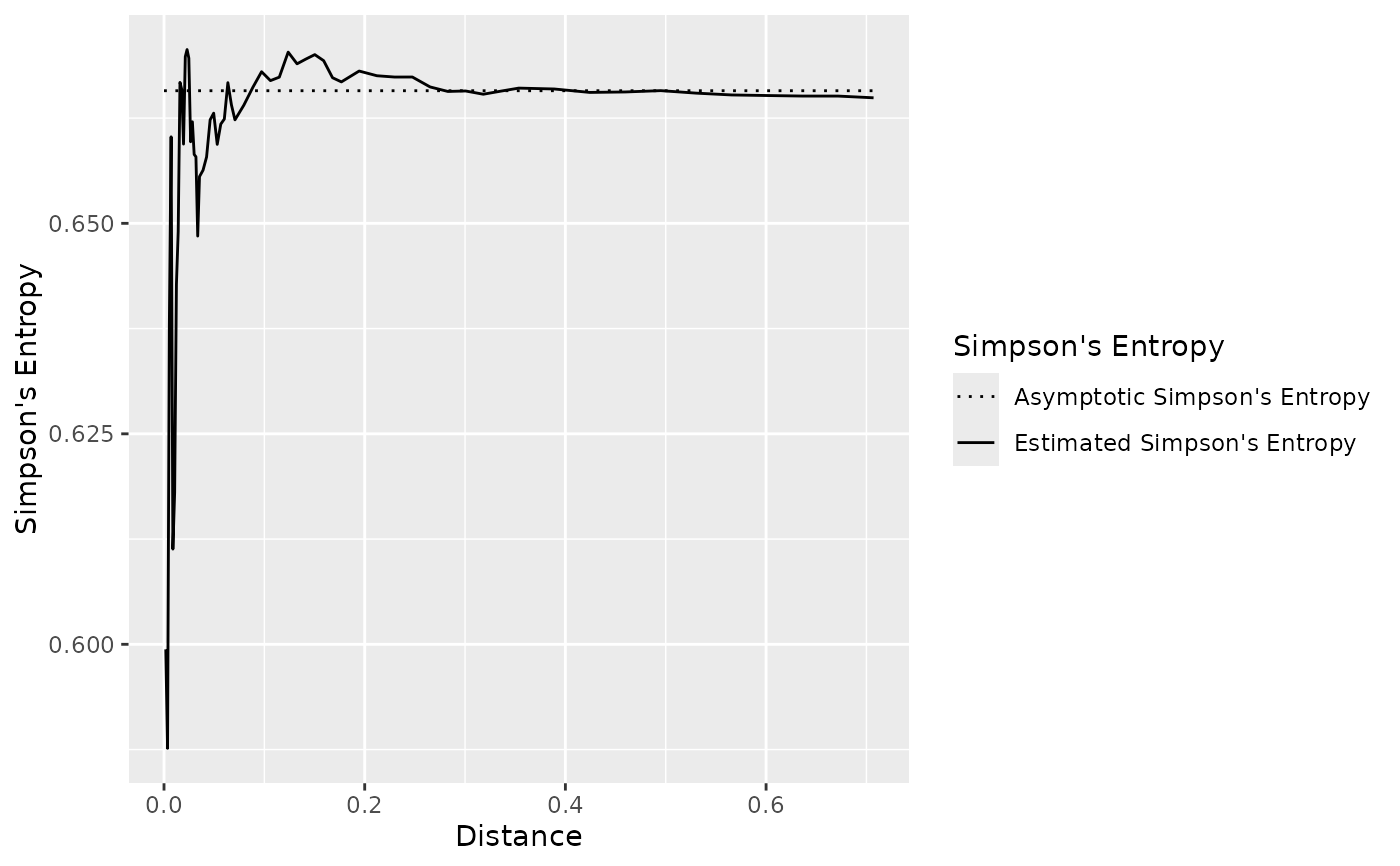 Simpson's Entropy
0.650
0.625
0.600
0.0
0.2
0.4
0.6
Distance
Simpson's Entropy
Asymptotic Simpson's Entropy
Estimated Simpson's Entropy